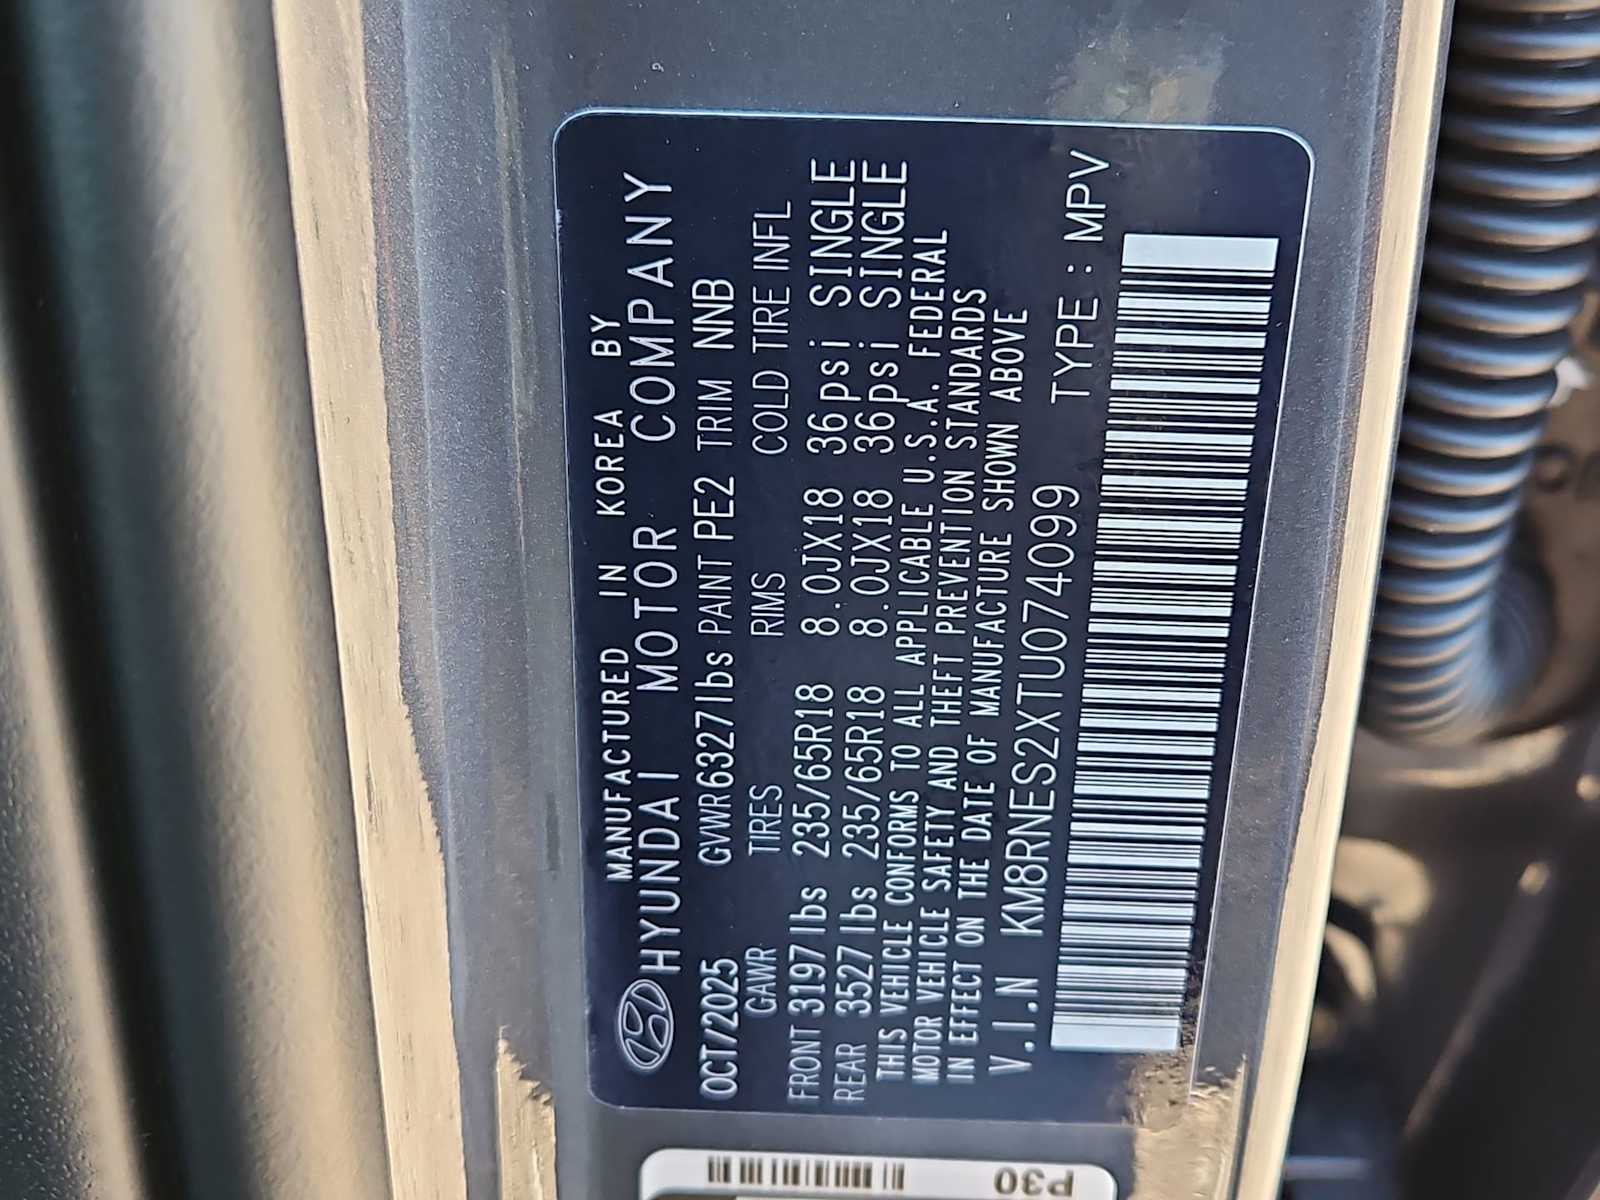 MANUFACTURED IN KOREA BY
HYUNDAI MOTOR COMPANY
OCT/2025 GVWR 6327lbs PAINT PE2 TRIM NNB
GAWR TIRES RIMS COLD TIRE INFL
FRONT 3197 lbs 235/65R18 8.0JX18 36psi SINGLE
REAR 3527 lbs 235/65R18 8.0JX18 36psi SINGLE
THIS VEHICLE CONFORMS TO ALL APPLICABLE U.S.A. FEDERAL
MOTOR VEHICLE SAFETY AND THEFT PREVENTION STANDARDS
IN EFFECT ON THE DATE OF MANUFACTURE SHOWN ABOVE
V.I.N KM8RNES2XTU074099 TYPE : MPV
P30